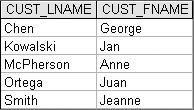 CUST_LNAME CUST_FNAME
Chen George
Kowalski Jan
McPherson Anne
Ortega Juan
Smith Jeanne